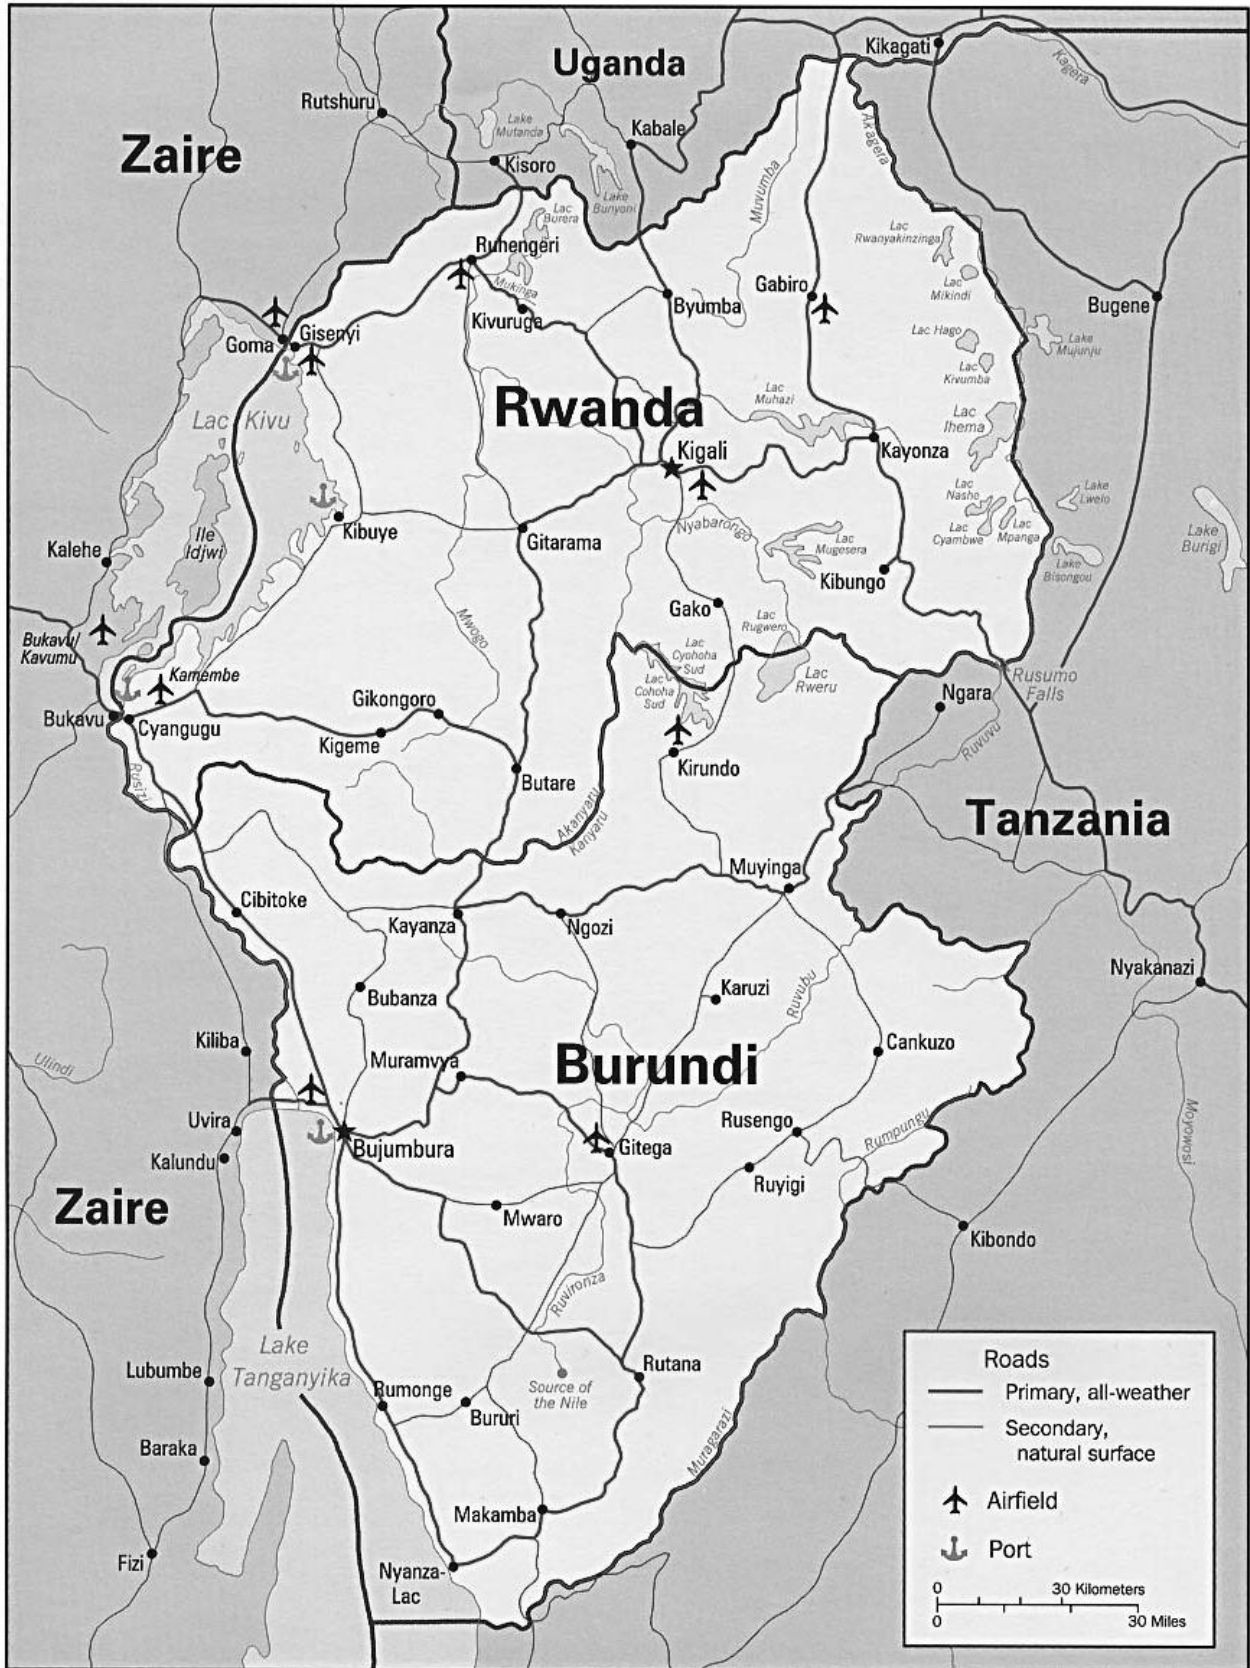 Kikagati
Uganda
Kagera
Rutshuru
Lake
Mutanda
Kabale
Akagera
Zaire
Kisoro
Muvumba
Lake
Bunyoni
Lac
Burera
Lac
Rwanyakinzinga
Ruhengeri
Mukinga
Gabiro
Lac
Mikindi
Byumba
Bugene
Kivuruga
Goma
Gisenyi
Lac Hago
Lake
Mujunju
Lac
Kivumba
Lac
Muhazi
Rwanda
Lac Kivu
Lac
Ihema
Kigali
Kayonza
Lac
Nasho
Lake
Lwelo
Kibuye
Nyabarongo
Lac
Cyambwe
Lac
Mpanga
Ile
Idjwi
Gitarama
Lac
Mugesera
Lake
Burigi
Kalehe
Kibungo
Lake
Bisongou
Gako
Lac
Rugwero
Mwogo
Bukavu/
Kavumu
Lac
Cyohoha
Sud
Kamembe
Lac
Cohoha
Sud
Lac
Rweru
Rusumo
Falls
Ngara
Gikongoro
Bukavu
Cyangugu
Kigeme
Ruvuvu
Kirundo
Rusizi
Butare
Akanyaru
Kanyaru
Tanzania
Muyinga
Cibitoke
Kayanza
Ngozi
Nyakanazi
Bubanza
Karuzi
Ruvubu
Kiliba
Cankuzo
Muramvya
Burundi
Ulindi
Uvira
Rusengo
Rumpungu
Moyowosi
Bujumbura
Gitega
Kalundu
Ruyigi
Zaire
Mwaro
Kibondo
Ruvironza
Lake
Tanganyika
Lubumbe
Rutana
Source of
the Nile
Rumonge
Bururi
Muragarazi
Baraka
Makamba
Fizi
Nyanza-
Lac
Roads
Primary, all-weather
Secondary,
natural surface
Airfield
Port
0 30 Kilometers
0 30 Miles